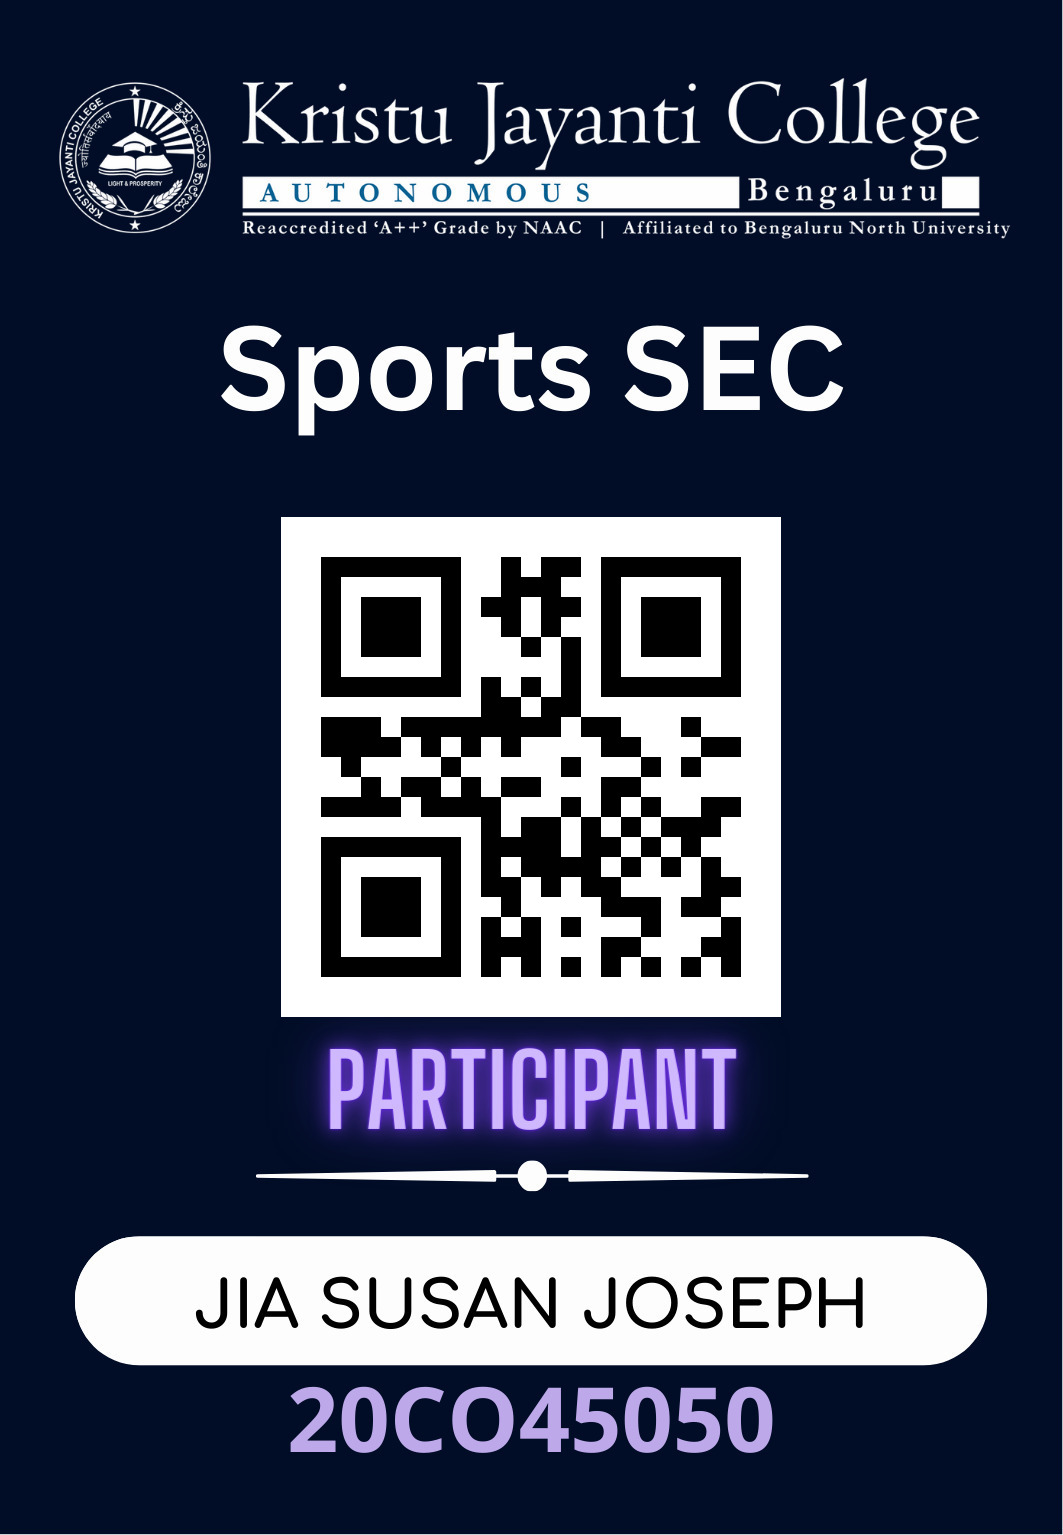 Kristu Jayanti College
AUTONOMOUS Bengaluru
Reaccredited ‘A++’ Grade by NAAC | Affiliated to Bengaluru North University
KRISTU JAYANTI COLLEGE
LIGHT & PROSPERITY
Sports SEC
PARTICIPANT
JIA SUSAN JOSEPH
20CO45050